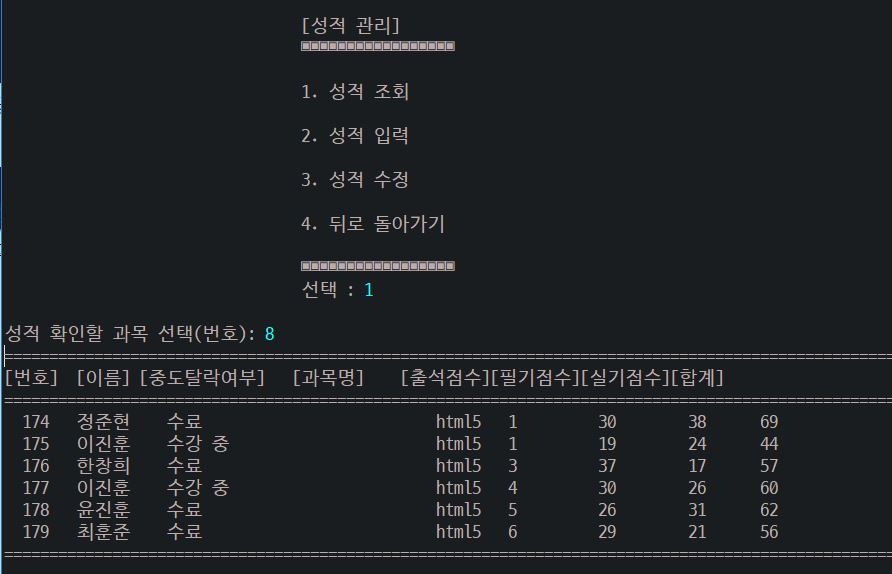 [성적 관리]
▣▣▣▣▣▣▣▣▣▣▣▣▣▣▣▣▣
1. 성적 조회
2. 성적 입력
3. 성적 수정
4. 뒤로 돌아가기
▣▣▣▣▣▣▣▣▣▣▣▣▣▣▣▣▣
선택 : 1
성적 확인할 과목 선택(번호): 8
====================================================================================================
[번호] [이름] [중도탈락여부] [과목명] [출석점수][필기점수][실기점수][합계]
====================================================================================================
174 정준현 수료 html5 1 30 38 69
175 이진훈 수강 중 html5 1 19 24 44
176 한창희 수료 html5 3 37 17 57
177 이진훈 수강 중 html5 4 30 26 60
178 윤진훈 수료 html5 5 26 31 62
179 최훈준 수료 html5 6 29 21 56
====================================================================================================